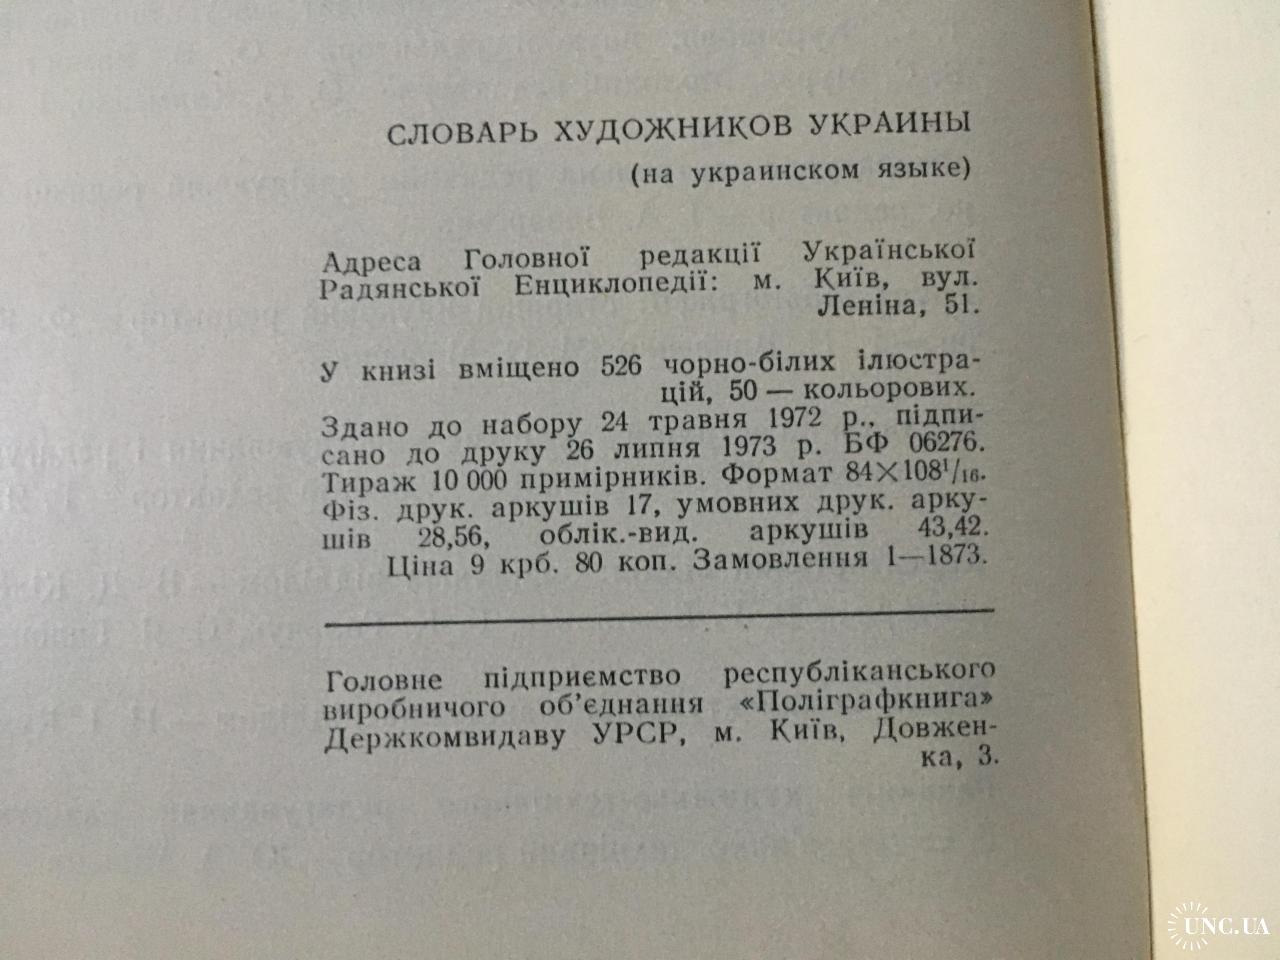 СЛОВАРЬ ХУДОЖНИКОВ УКРАИНЫ
(на украинском языке)
Адреса Головної редакції Української
Радянської Енциклопедії: м. Київ, вул.
Леніна, 51.
У книзі вміщено 526 чорно-білих ілюстра-
цій, 50 — кольорових.
Здано до набору 24 травня 1972 р., підпи-
сано до друку 26 липня 1973 р. БФ 06276.
Тираж 10 000 примірників. Формат 84×108¹/₁₆.
Фіз. друк. аркушів 17, умовних друк. арку-
шів 28,56, облік.-вид. аркушів 43,42.
Ціна 9 крб. 80 коп. Замовлення 1—1873.
Головне підприємство республіканського
виробничого об'єднання «Поліграфкнига»
Держкомвидаву УРСР, м. Київ, Довжен-
ка, 3.
UNC.UA